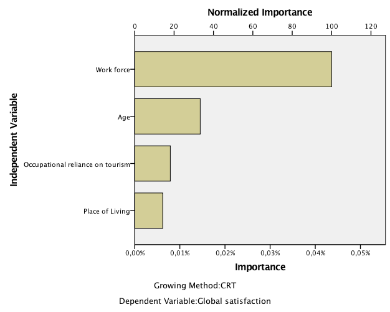 Normalized Importance
0 20 40 60 80 100 120
Independent Variable
Work force
Age
Occupational reliance on tourism
Place of Living
0,00% 0,01% 0,02% 0,03% 0,04% 0,05%
Importance
Growing Method:CRT
Dependent Variable:Global satisfaction